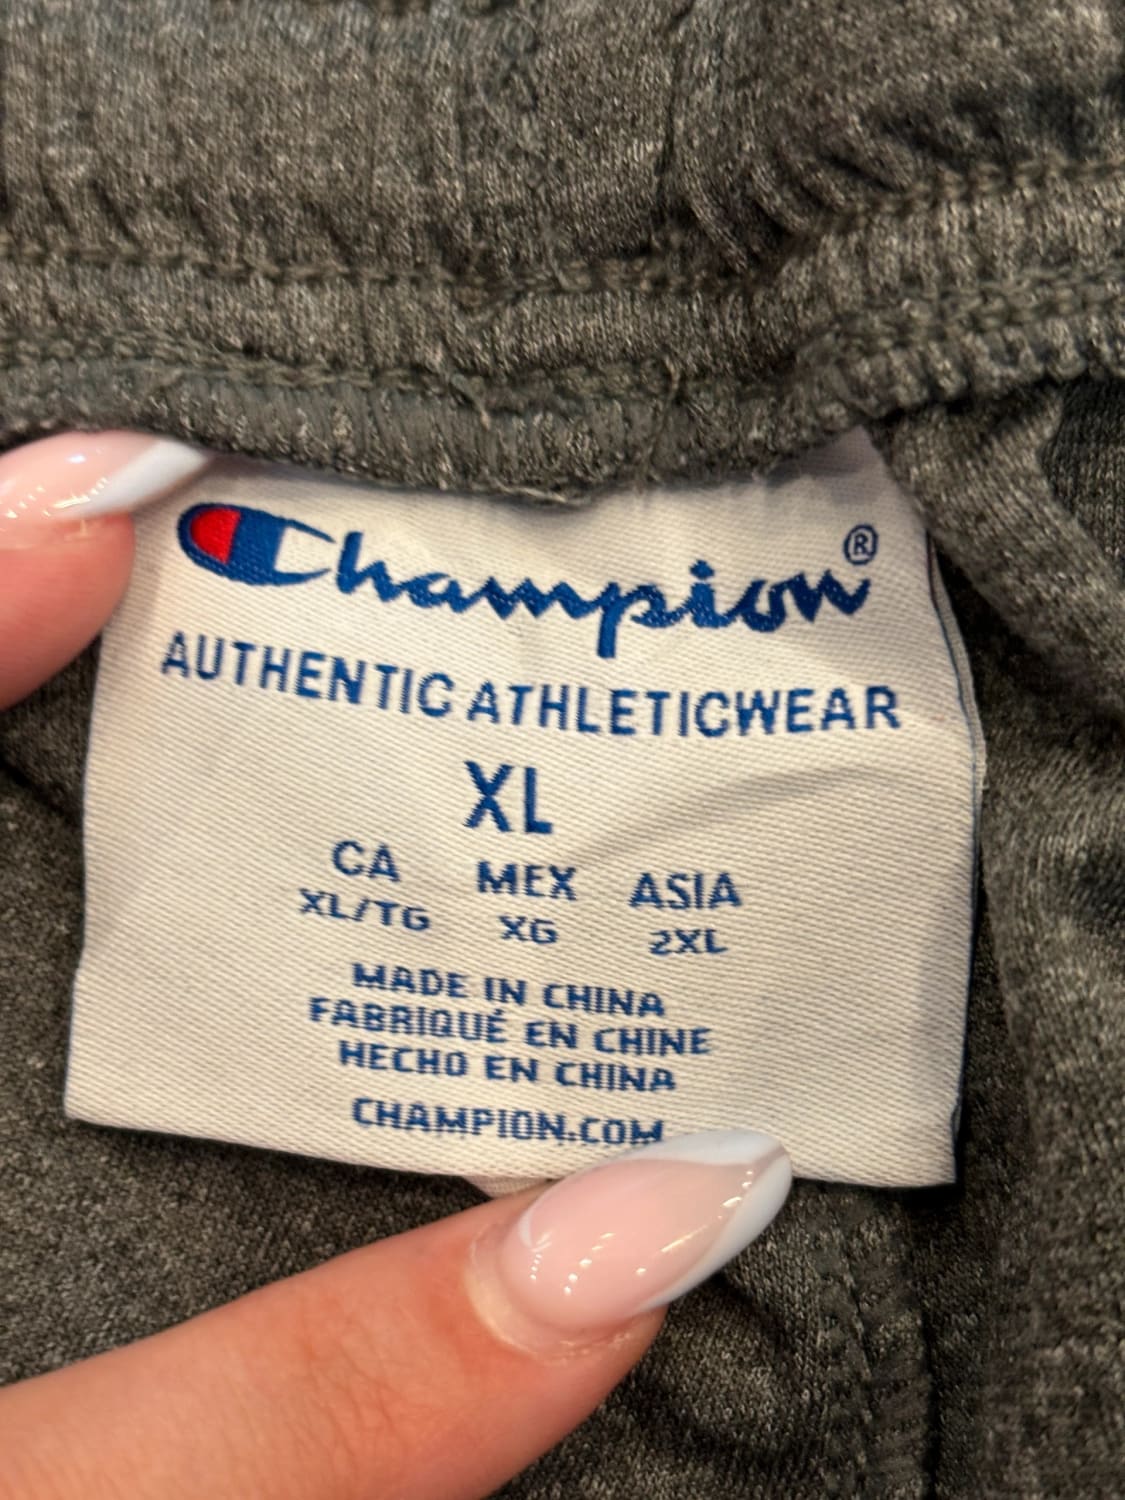 Champion®
AUTHENTIC ATHLETICWEAR
XL
CA MEX ASIA
XL/TG XG 2XL
MADE IN CHINA
FABRIQUÉ EN CHINE
HECHO EN CHINA
CHAMPION.COM